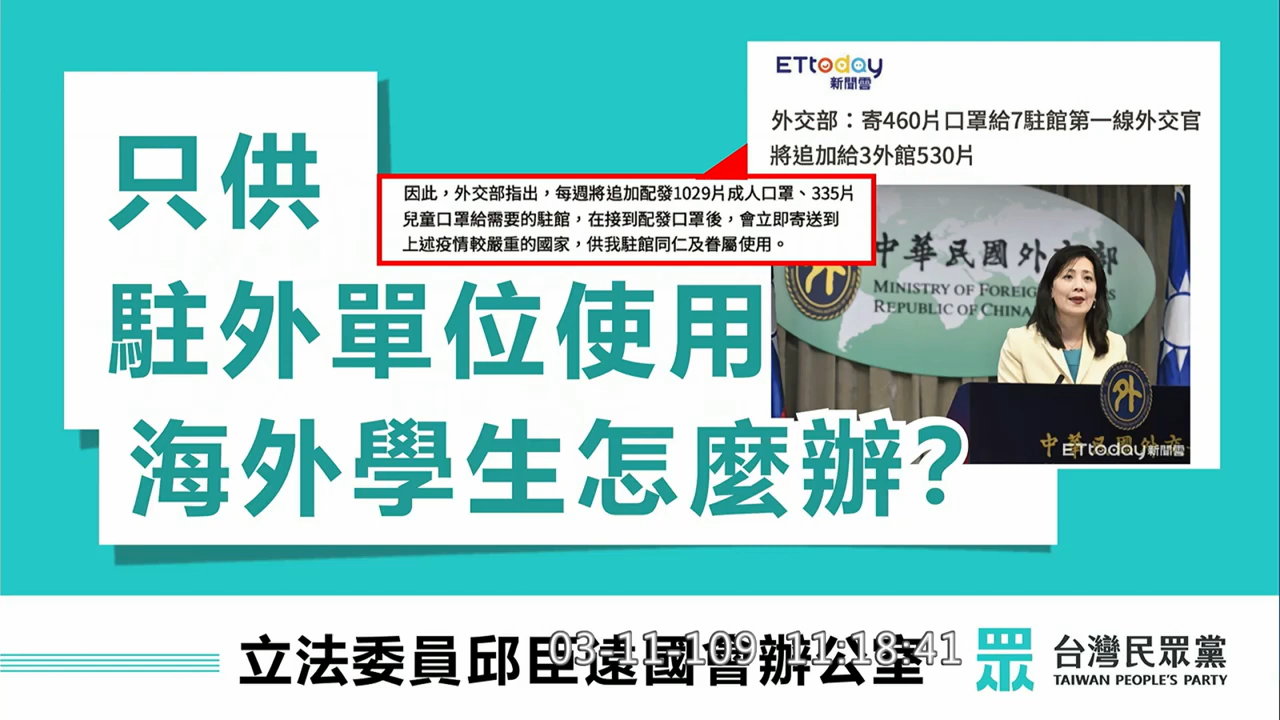 只供
駐外單位使用
海外學生怎麼辦?
ETtoday
新聞雲
外交部：寄460片口罩給7駐館第一線外交官
將追加給3外館530片
因此，外交部指出，每週將追加配發1029片成人口罩、335片
兒童口罩給需要的駐館，在接到配發口罩後，會立即寄送到
上述疫情較嚴重的國家，供我駐館同仁及眷屬使用。
中華民國外交部
MINISTRY OF FOREIG
REPUBLIC OF CHINA
外
中華民國外交
ETtoday新聞雲
立法委員邱臣遠國會辦公室
03-11-109 11:18:41
眾
台灣民眾黨
TAIWAN PEOPLE'S PARTY